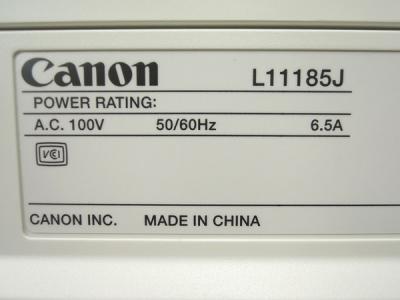 Canon L11185J
POWER RATING:
A.C. 100V 50/60Hz 6.5A
VCI
CANON INC. MADE IN CHINA